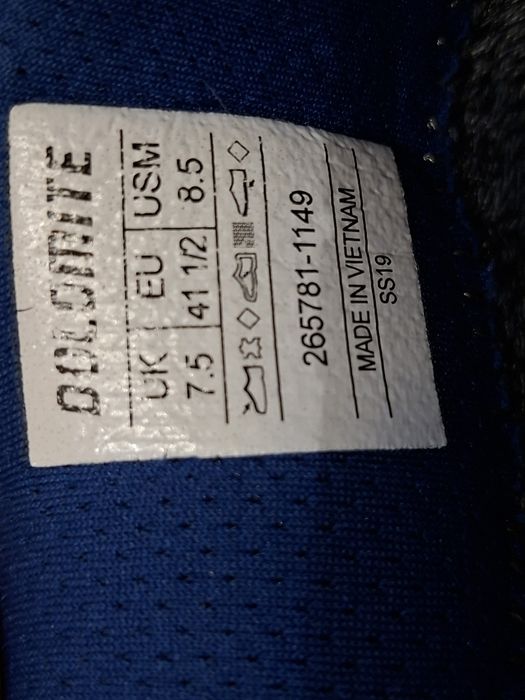 DOLOMITE
UK EU USM
7.5 41 1/2 8.5
265781-1149
MADE IN VIETNAM
SS19